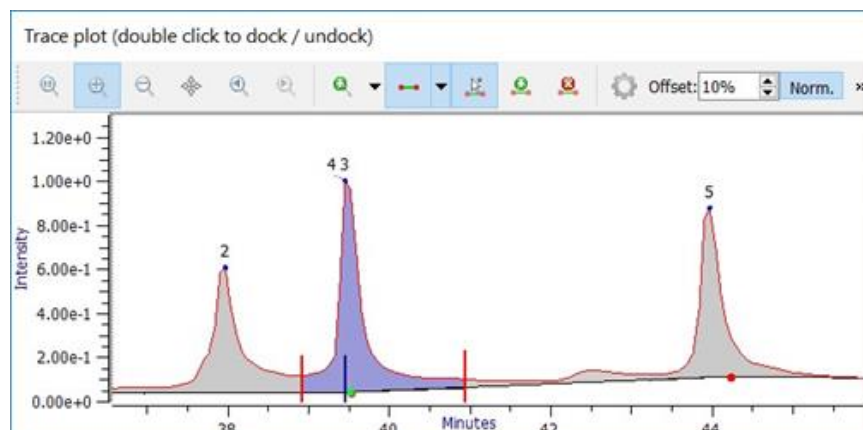 Trace plot (double click to dock / undock)
Offset: 10% Norm. »
1.20e+0
1.00e+0
8.00e-1
6.00e-1
4.00e-1
2.00e-1
0.00e+0
Intensity
2
4 3
5
38 40 42 44
Minutes